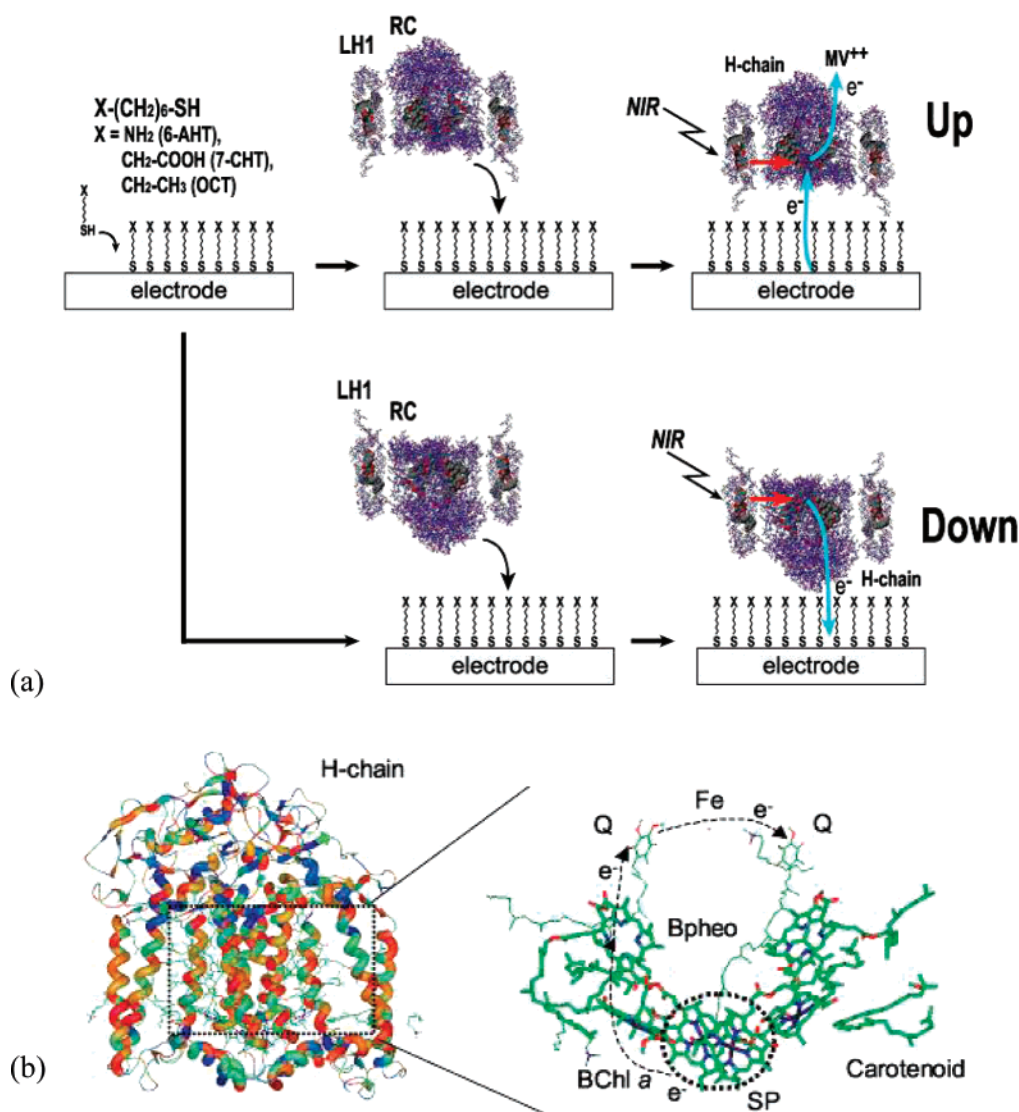 LH1 RC
X-(CH2)6-SH
X = NH2 (6-AHT),
CH2-COOH (7-CHT),
CH2-CH3 (OCT)
X
SH
X X X X X X X X X
S S S S S S S S S
electrode
X X X X X X X X X X X X
S S S S S S S S S S S S
electrode
H-chain MV++
e-
NIR
Up
e-
X X X X X X X X X X X X
S S S S S S S S S S S S
electrode
LH1
RC
X X X X X X X X X X X X
S S S S S S S S S S S S
electrode
NIR
Down
e- H-chain
X X X X X X X X X X X X
S S S S S S S S S S S S
electrode
(a)
H-chain
Q Fe e- Q
e-
Bpheo
BChl a
e-
SP
Carotenoid
(b)